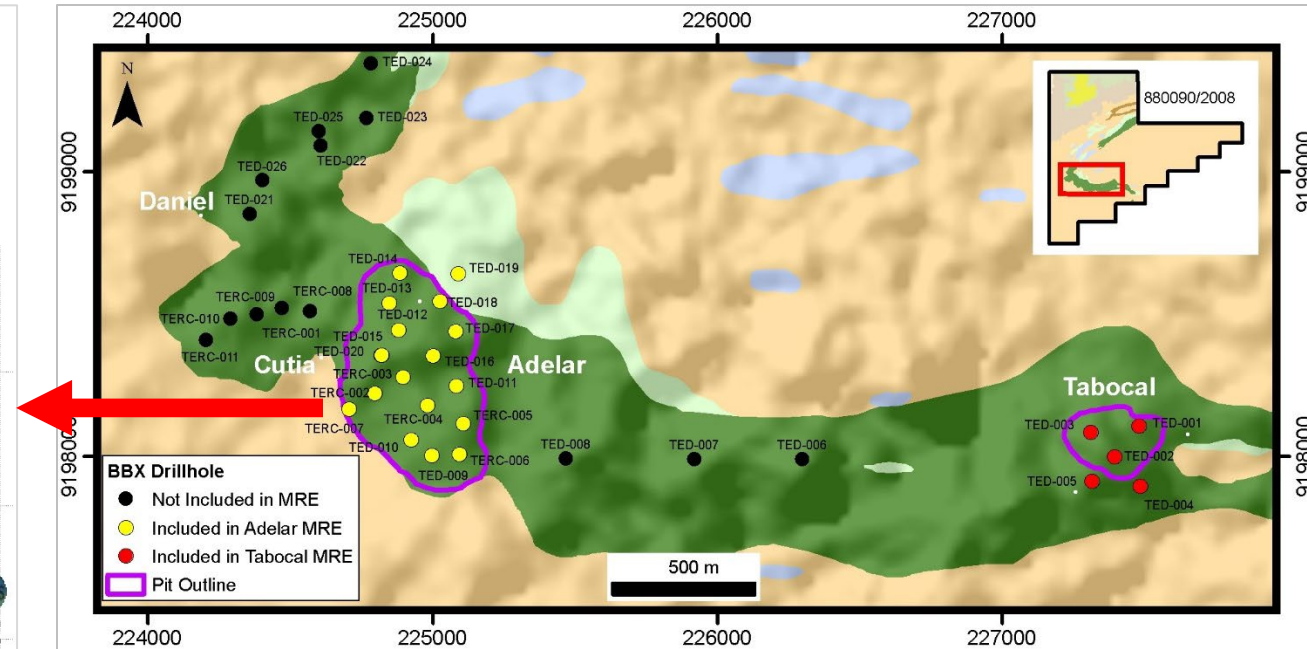 224000 225000 226000 227000
N
880090/2008
9199000
9199000
9198000
9198000
TED-024
TED-025
TED-023
TED-022
TED-026
TED-021
Daniel
TED-014
TED-019
TED-013
TED-018
TERC-009
TERC-008
TERC-010
TED-012
TERC-001
TED-017
TERC-011
TED-015
TED-020
TED-016
Cutia
Adelar
TERC-003
TED-011
TERC-002
TERC-004
TERC-005
TERC-007
TED-010
TERC-006
TED-009
TED-008
TED-007
TED-006
Tabocal
TED-003
TED-001
TED-002
TED-005
TED-004
BBX Drillhole
Not Included in MRE
Included in Adelar MRE
Included in Tabocal MRE
Pit Outline
500 m
224000 225000 226000 227000